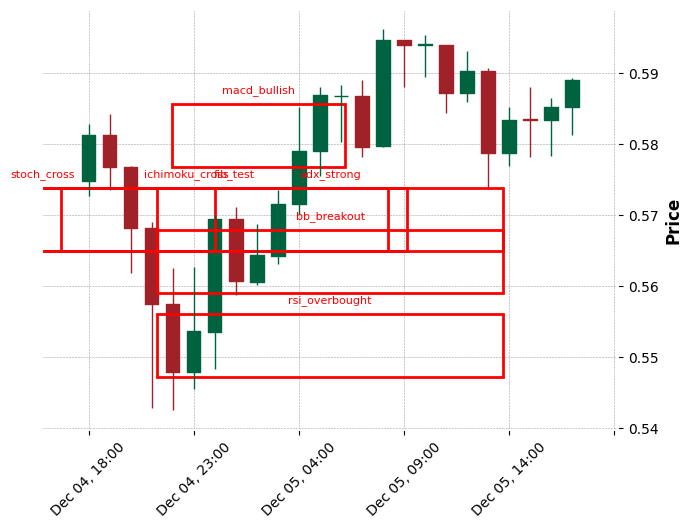 macd_bullish
stoch_cross
ichimoku_cross
fib_test
adx_strong
bb_breakout
rsi_overbought
0.59
0.58
0.57
0.56
0.55
0.54
Price
Dec 04, 18:00
Dec 04, 23:00
Dec 05, 04:00
Dec 05, 09:00
Dec 05, 14:00